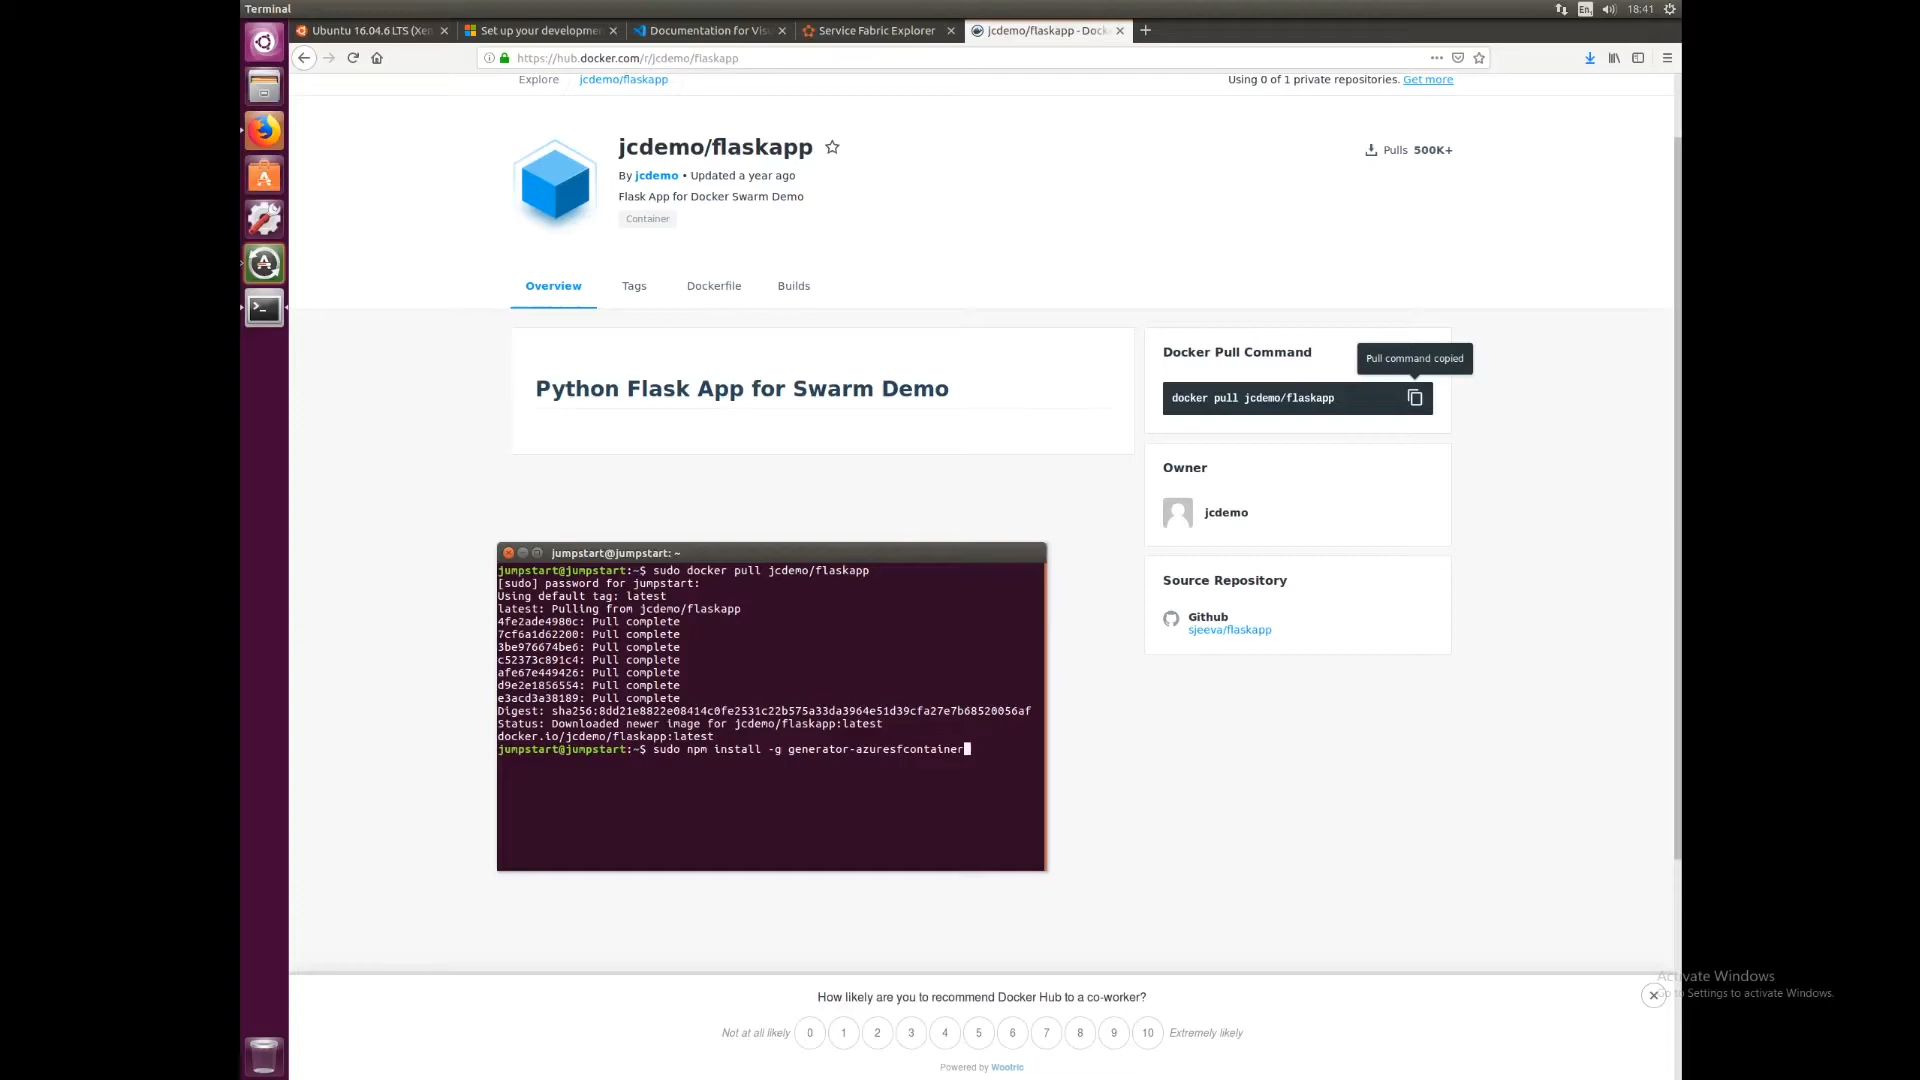 Terminal
En
18:41
Ubuntu 16.04.6 LTS (Xen
Set up your developme
Documentation for Visu
Service Fabric Explorer
jcdemo/flaskapp - Dock
https://hub.docker.com/r/jcdemo/flaskapp
Explore
jcdemo/flaskapp
Using 0 of 1 private repositories. Get more
jcdemo/flaskapp
Pulls 500K+
By jcdemo • Updated a year ago
Flask App for Docker Swarm Demo
Container
Overview
Tags
Dockerfile
Builds
Python Flask App for Swarm Demo
Docker Pull Command
Pull command copied
docker pull jcdemo/flaskapp
Owner
jcdemo
Source Repository
Github
sjeeva/flaskapp
jumpstart@jumpstart: ~
jumpstart@jumpstart:~$ sudo docker pull jcdemo/flaskapp
[sudo] password for jumpstart:
Using default tag: latest
latest: Pulling from jcdemo/flaskapp
4fe2ade4980c: Pull complete
7cf6a1d62200: Pull complete
3be976674be6: Pull complete
c52373c891c4: Pull complete
afe67e449426: Pull complete
d9e2e1856554: Pull complete
e3acd3a38189: Pull complete
Digest: sha256:8dd21e8822e08414c0fe2531c22b575a33da3964e51d39cfa27e7b68520056af
Status: Downloaded newer image for jcdemo/flaskapp:latest
docker.io/jcdemo/flaskapp:latest
jumpstart@jumpstart:~$ sudo npm install -g generator-azuresfcontainer
How likely are you to recommend Docker Hub to a co-worker?
Not at all likely 0 1 2 3 4 5 6 7 8 9 10 Extremely likely
Powered by Wootric
Activate Windows
Go to Settings to activate Windows.